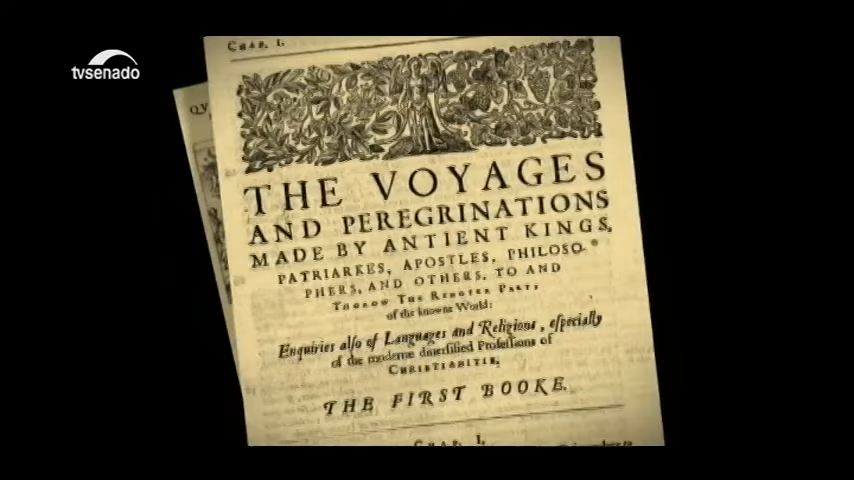 tvsenado
CHAP. I.
QV
THE VOYAGES
AND PEREGRINATIONS
MADE BY ANTIENT KINGS,
PATRIARKES, APOSTLES, PHILOSO-
PHERS, AND OTHERS, TO AND
THOROW THE REMOTER PARTS
of the knowne World:
Enquiries also of Languages and Religions, especially
of the moderne diversified Professions of
CHRISTIANITIE.
THE FIRST BOOKE.
CHAP. I.